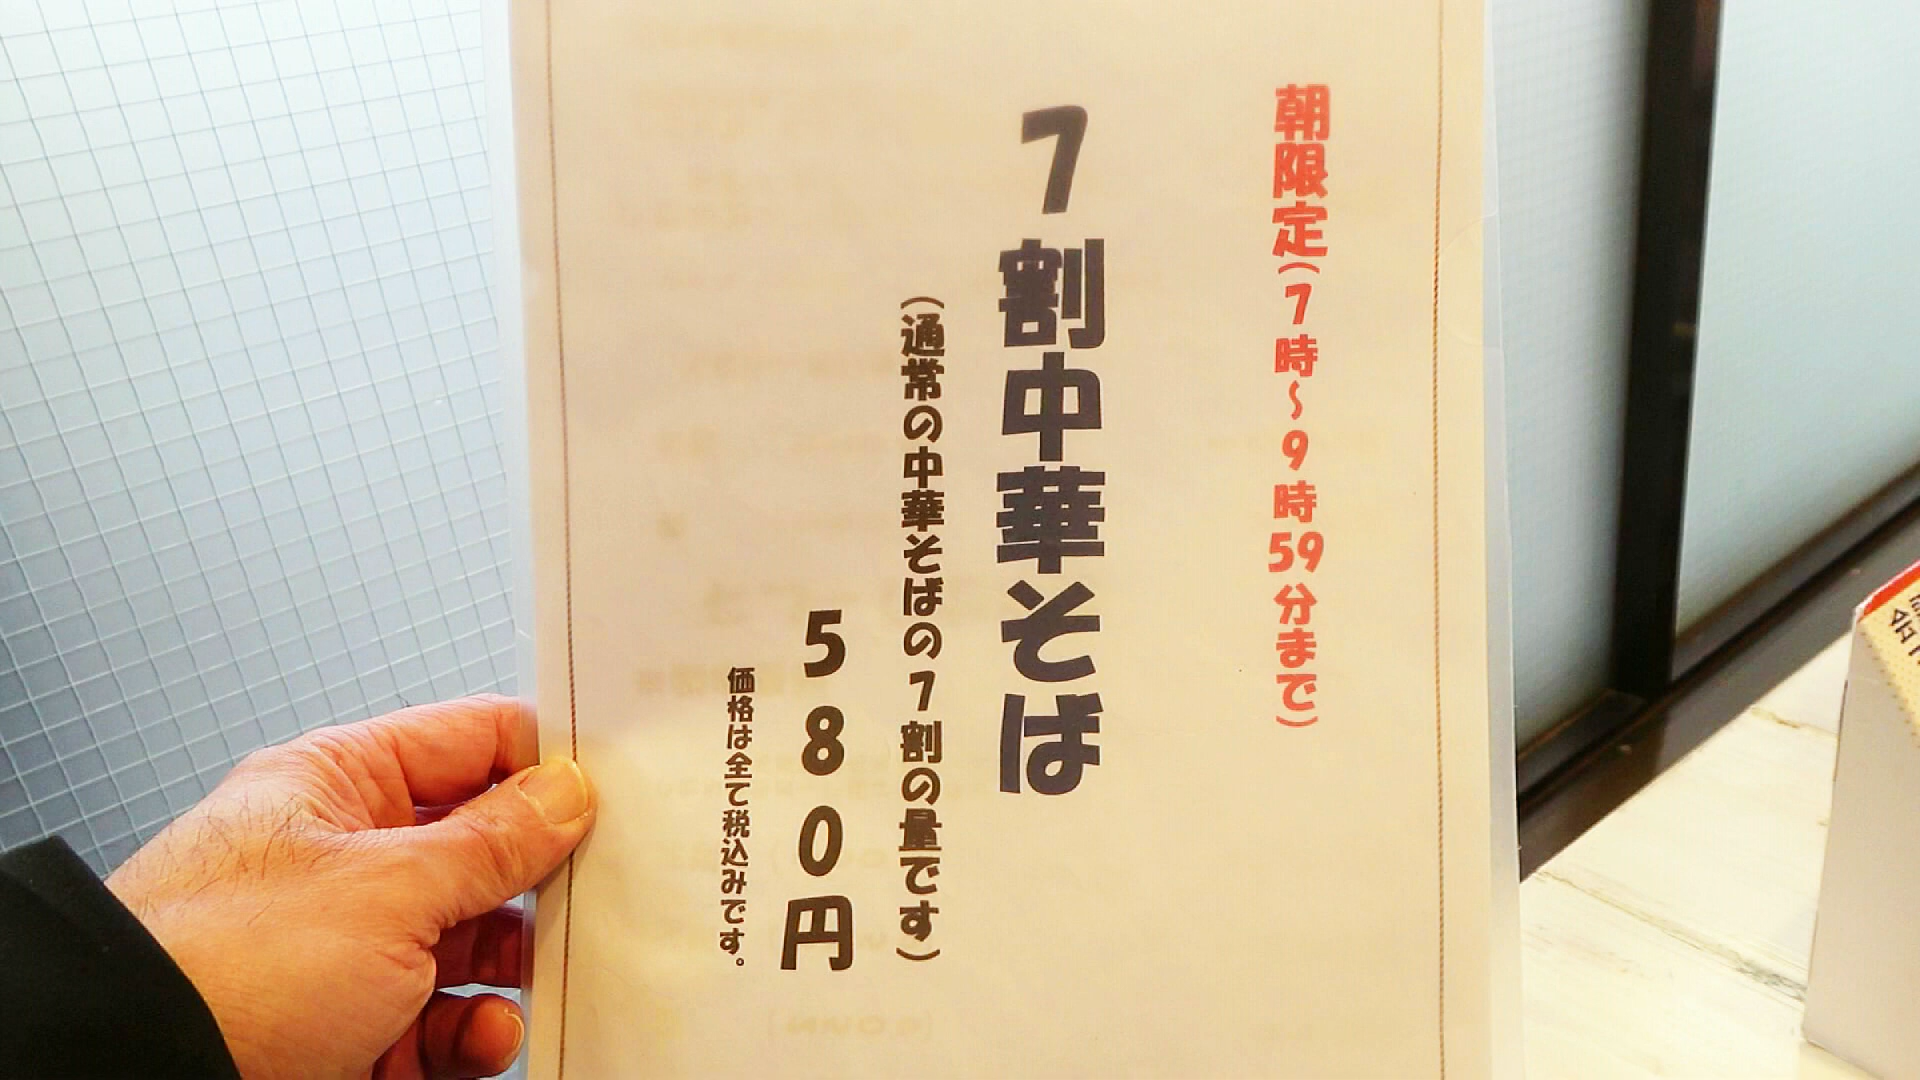 朝限定(7時～9時59分まで)
7割中華そば
(通常の中華そばの7割の量です)
580円
価格は全て税込みです。